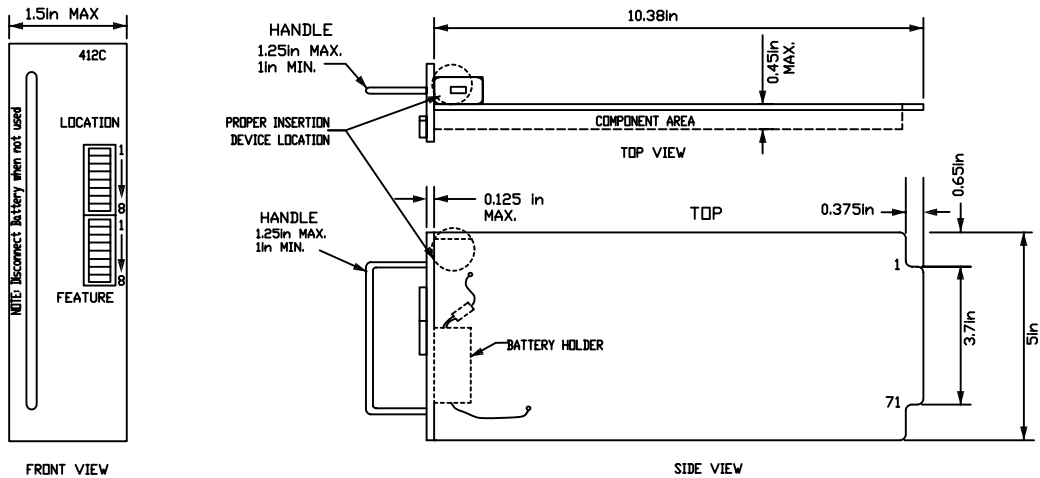 1.5in MAX
412C
LOCATION
1
8
1
8
FEATURE
NOTE: Disconnect Battery when not used
FRONT VIEW
HANDLE
1.25in MAX.
1in MIN.
10.38in
0.45in
MAX.
PROPER INSERTION
DEVICE LOCATION
COMPONENT AREA
TOP VIEW
HANDLE
1.25in MAX.
1in MIN.
0.125 in
MAX.
TOP
0.375in
0.65in
1
3.7in
5in
BATTERY HOLDER
71
SIDE VIEW